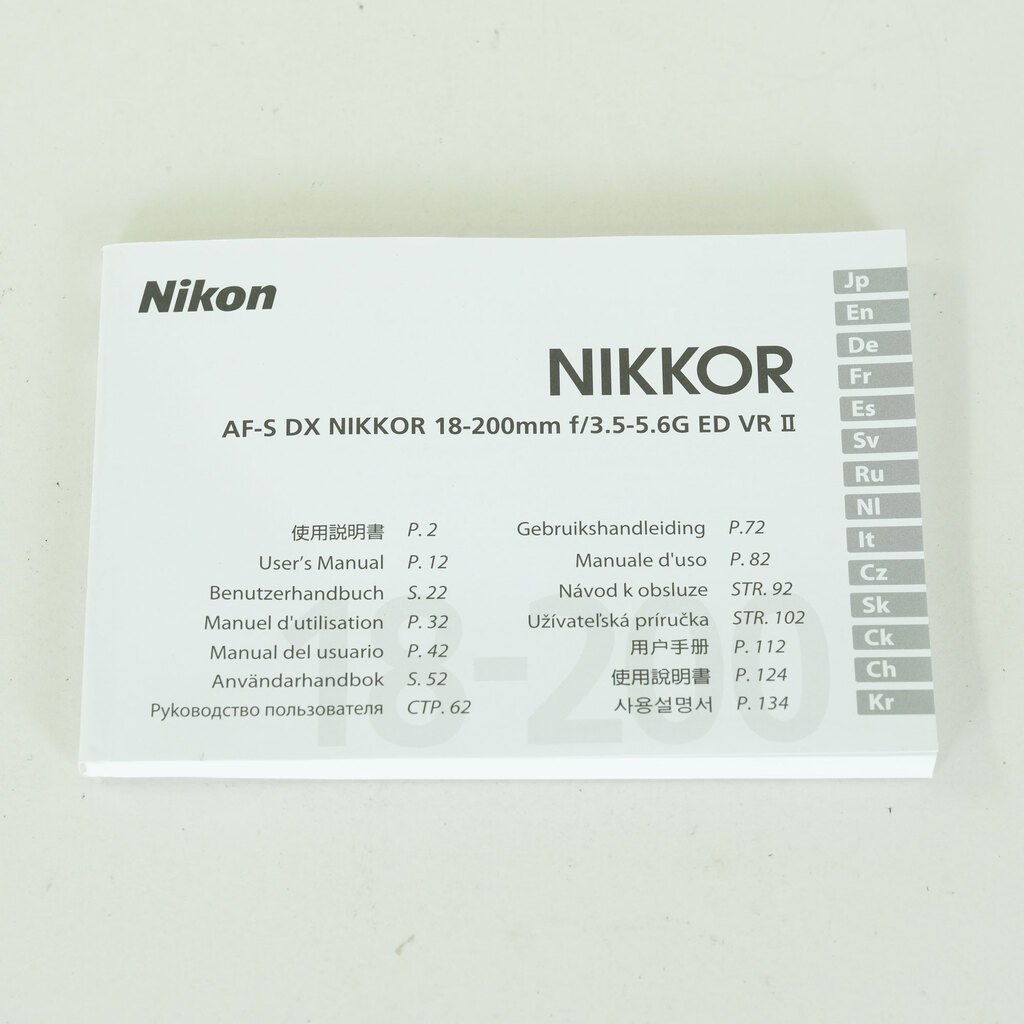 Nikon
NIKKOR
AF-S DX NIKKOR 18-200mm f/3.5-5.6G ED VR Ⅱ
使用説明書 P. 2
User's Manual P. 12
Benutzerhandbuch S. 22
Manuel d'utilisation P. 32
Manual del usuario P. 42
Användarhandbok S. 52
Руководство пользователя СТР. 62
Gebruikshandleiding P.72
Manuale d'uso P. 82
Návod k obsluze STR. 92
Užívateľská príručka STR. 102
用户手册 P. 112
使用說明書 P. 124
사용설명서 P. 134
18-200
Jp
En
De
Fr
Es
Sv
Ru
Nl
It
Cz
Sk
Ck
Ch
Kr